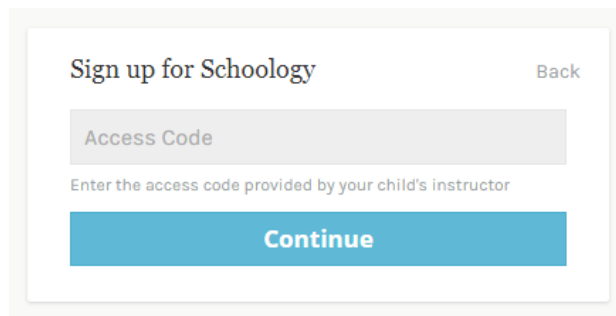 Sign up for Schoology
Back
Access Code
Enter the access code provided by your child's instructor
Continue